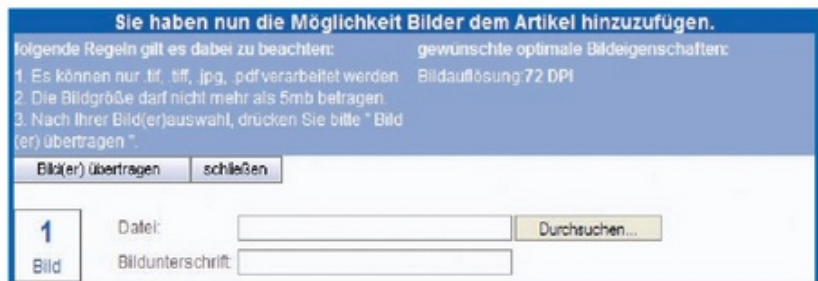 Sie haben nun die Möglichkeit Bilder dem Artikel hinzuzufügen.
folgende Regeln gilt es dabei zu beachten:
gewünschte optimale Bildeigenschaften:
1. Es können nur .tif, .tiff, .jpg, .pdf verarbeitet werden
Bildauflösung:72 DPI
2. Die Bildgröße darf nicht mehr als 5mb betragen.
3. Nach Ihrer Bild(er)auswahl, drücken Sie bitte " Bild
(er) übertragen ".
Bild(er) übertragen
schließen
1
Bild
Datei:
Durchsuchen...
Bildunterschrift: